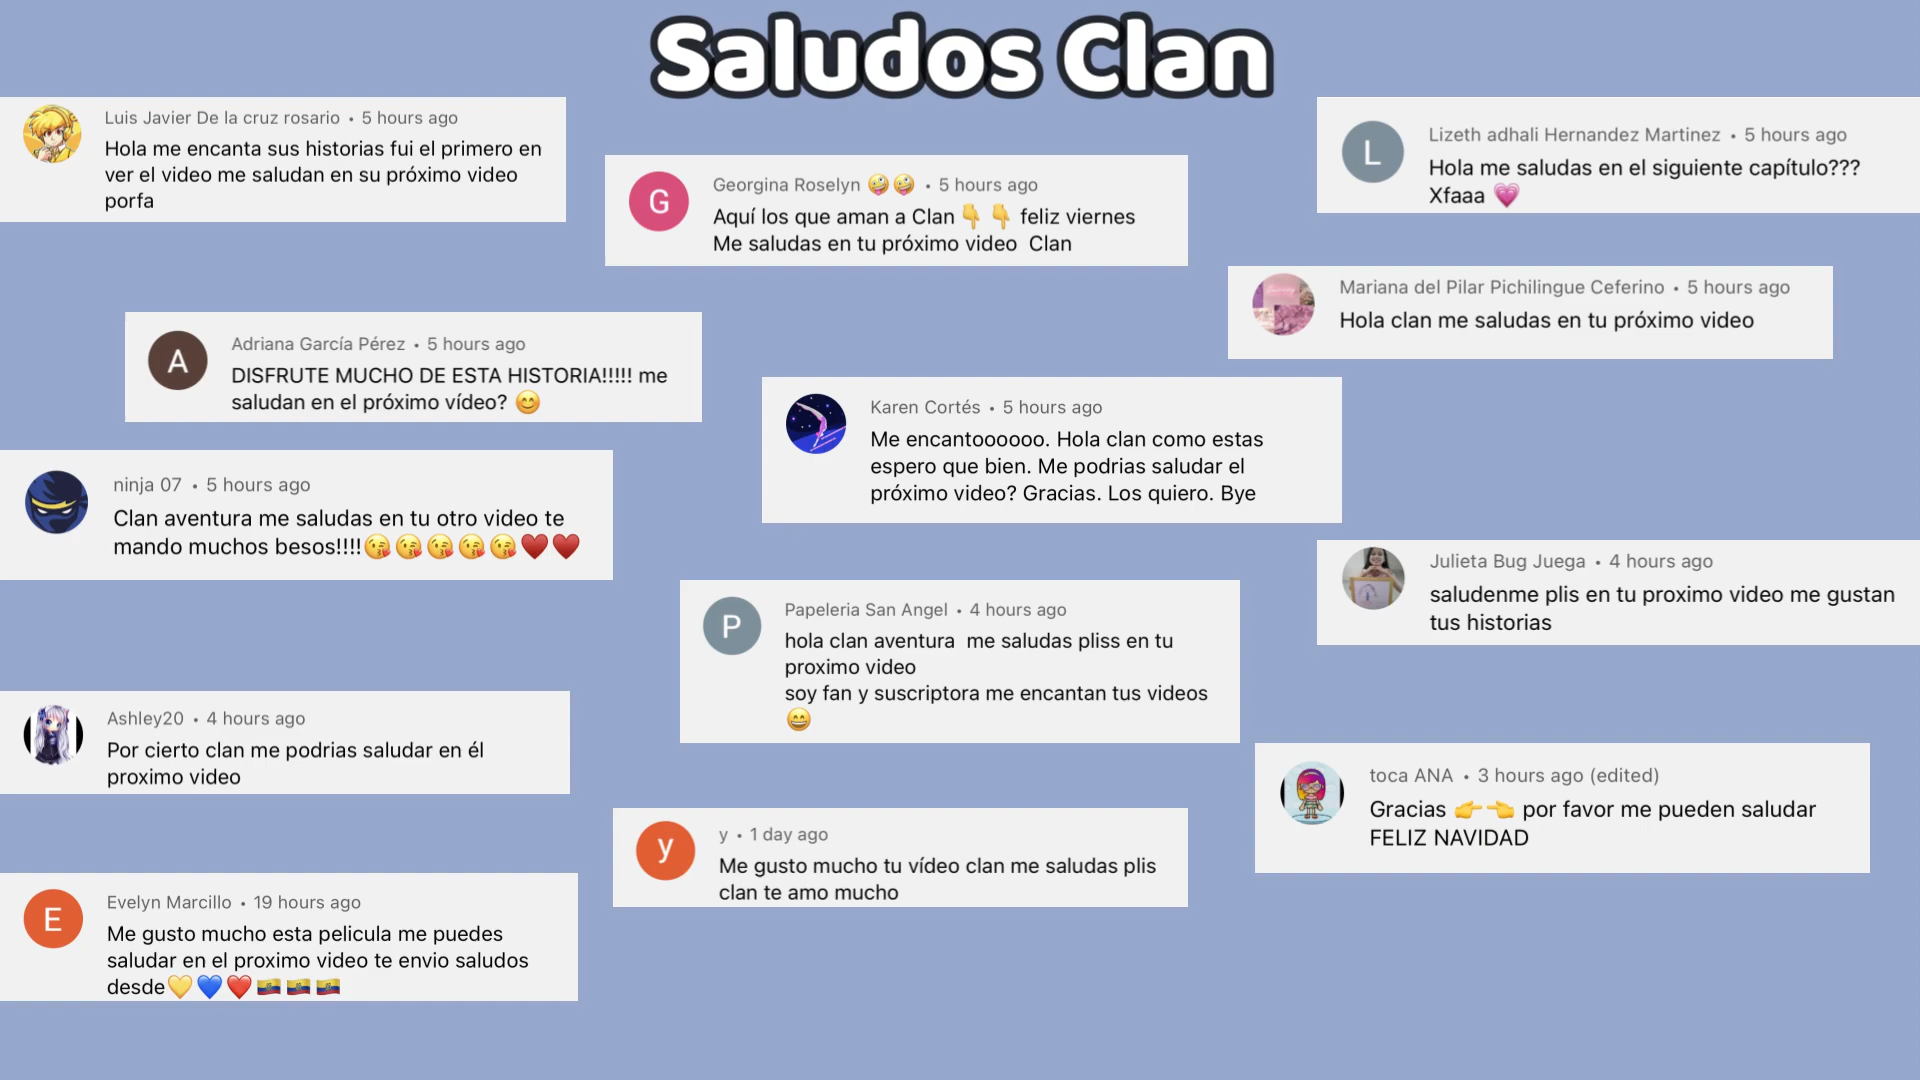 Saludos Clan
Luis Javier De la cruz rosario • 5 hours ago
Hola me encanta sus historias fui el primero en
ver el video me saludan en su próximo video
porfa
Georgina Roselyn 🤪🤪 • 5 hours ago
G
Aquí los que aman a Clan👇👇 feliz viernes
Me saludas en tu próximo video  Clan
Lizeth adhali Hernandez Martinez • 5 hours ago
L
Hola me saludas en el siguiente capítulo???
Xfaaa 💗
Mariana del Pilar Pichilingue Ceferino • 5 hours ago
Hola clan me saludas en tu próximo video
Adriana García Pérez • 5 hours ago
A
DISFRUTE MUCHO DE ESTA HISTORIA!!!!! me
saludan en el próximo vídeo? 😊
Karen Cortés • 5 hours ago
Me encantoooooo. Hola clan como estas
espero que bien. Me podrias saludar el
próximo video? Gracias. Los quiero. Bye
ninja 07 • 5 hours ago
Clan aventura me saludas en tu otro video te
mando muchos besos!!!!😘😘😘😘😘♥️♥️
Julieta Bug Juega • 4 hours ago
saludenme plis en tu proximo video me gustan
tus historias
Papeleria San Angel • 4 hours ago
P
hola clan aventura  me saludas pliss en tu
proximo video
soy fan y suscriptora me encantan tus videos
😄
Ashley20 • 4 hours ago
Por cierto clan me podrias saludar en él
proximo video
toca ANA • 3 hours ago (edited)
Gracias 👉👈 por favor me pueden saludar
FELIZ NAVIDAD
y • 1 day ago
y
Me gusto mucho tu vídeo clan me saludas plis
clan te amo mucho
Evelyn Marcillo • 19 hours ago
E
Me gusto mucho esta pelicula me puedes
saludar en el proximo video te envio saludos
desde💛💙❤️🇪🇨🇪🇨🇪🇨